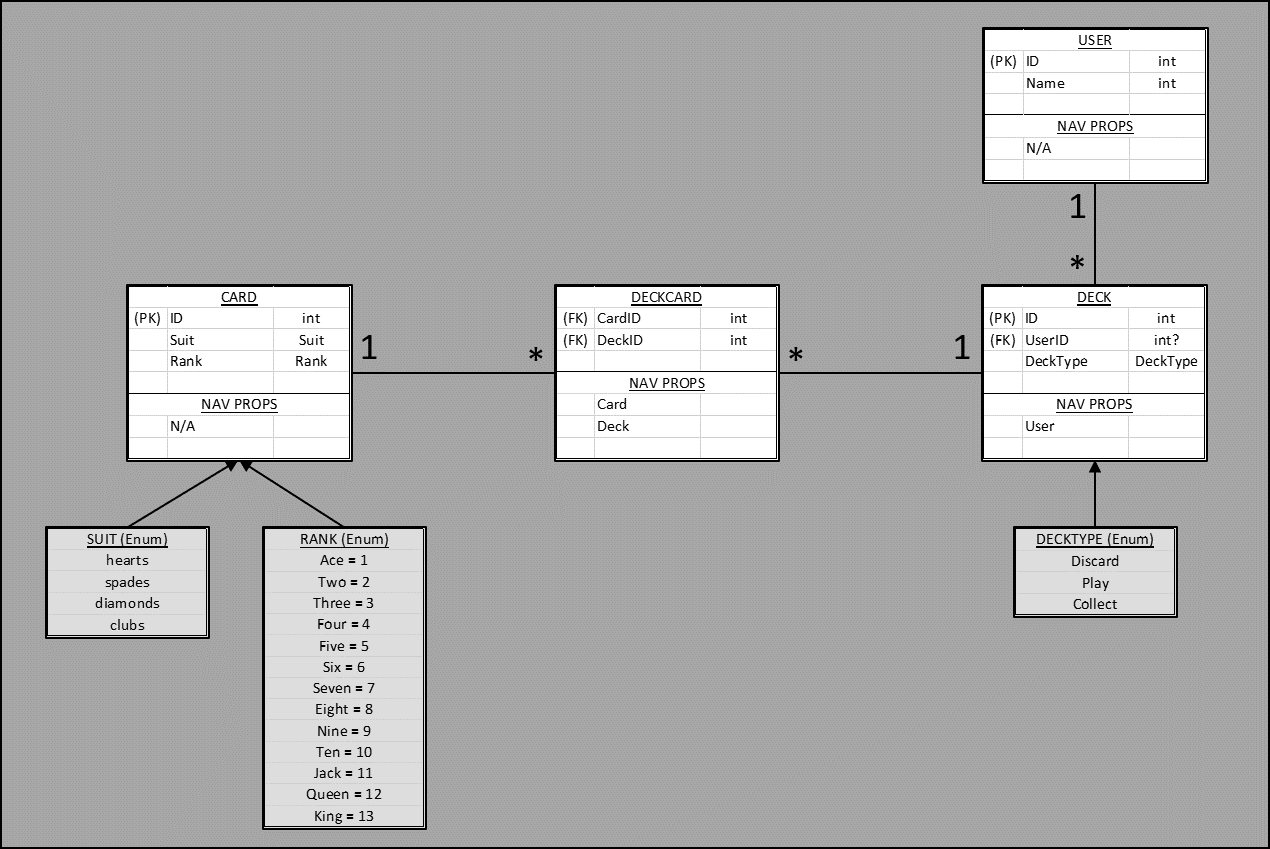 USER
(PK) ID int
Name int
NAV PROPS
N/A
1
*
CARD
(PK) ID int
Suit Suit
Rank Rank
NAV PROPS
N/A
1
*
DECKCARD
(FK) CardID int
(FK) DeckID int
NAV PROPS
Card
Deck
*
1
DECK
(PK) ID int
(FK) UserID int?
DeckType DeckType
NAV PROPS
User
SUIT (Enum)
hearts
spades
diamonds
clubs
RANK (Enum)
Ace = 1
Two = 2
Three = 3
Four = 4
Five = 5
Six = 6
Seven = 7
Eight = 8
Nine = 9
Ten = 10
Jack = 11
Queen = 12
King = 13
DECKTYPE (Enum)
Discard
Play
Collect